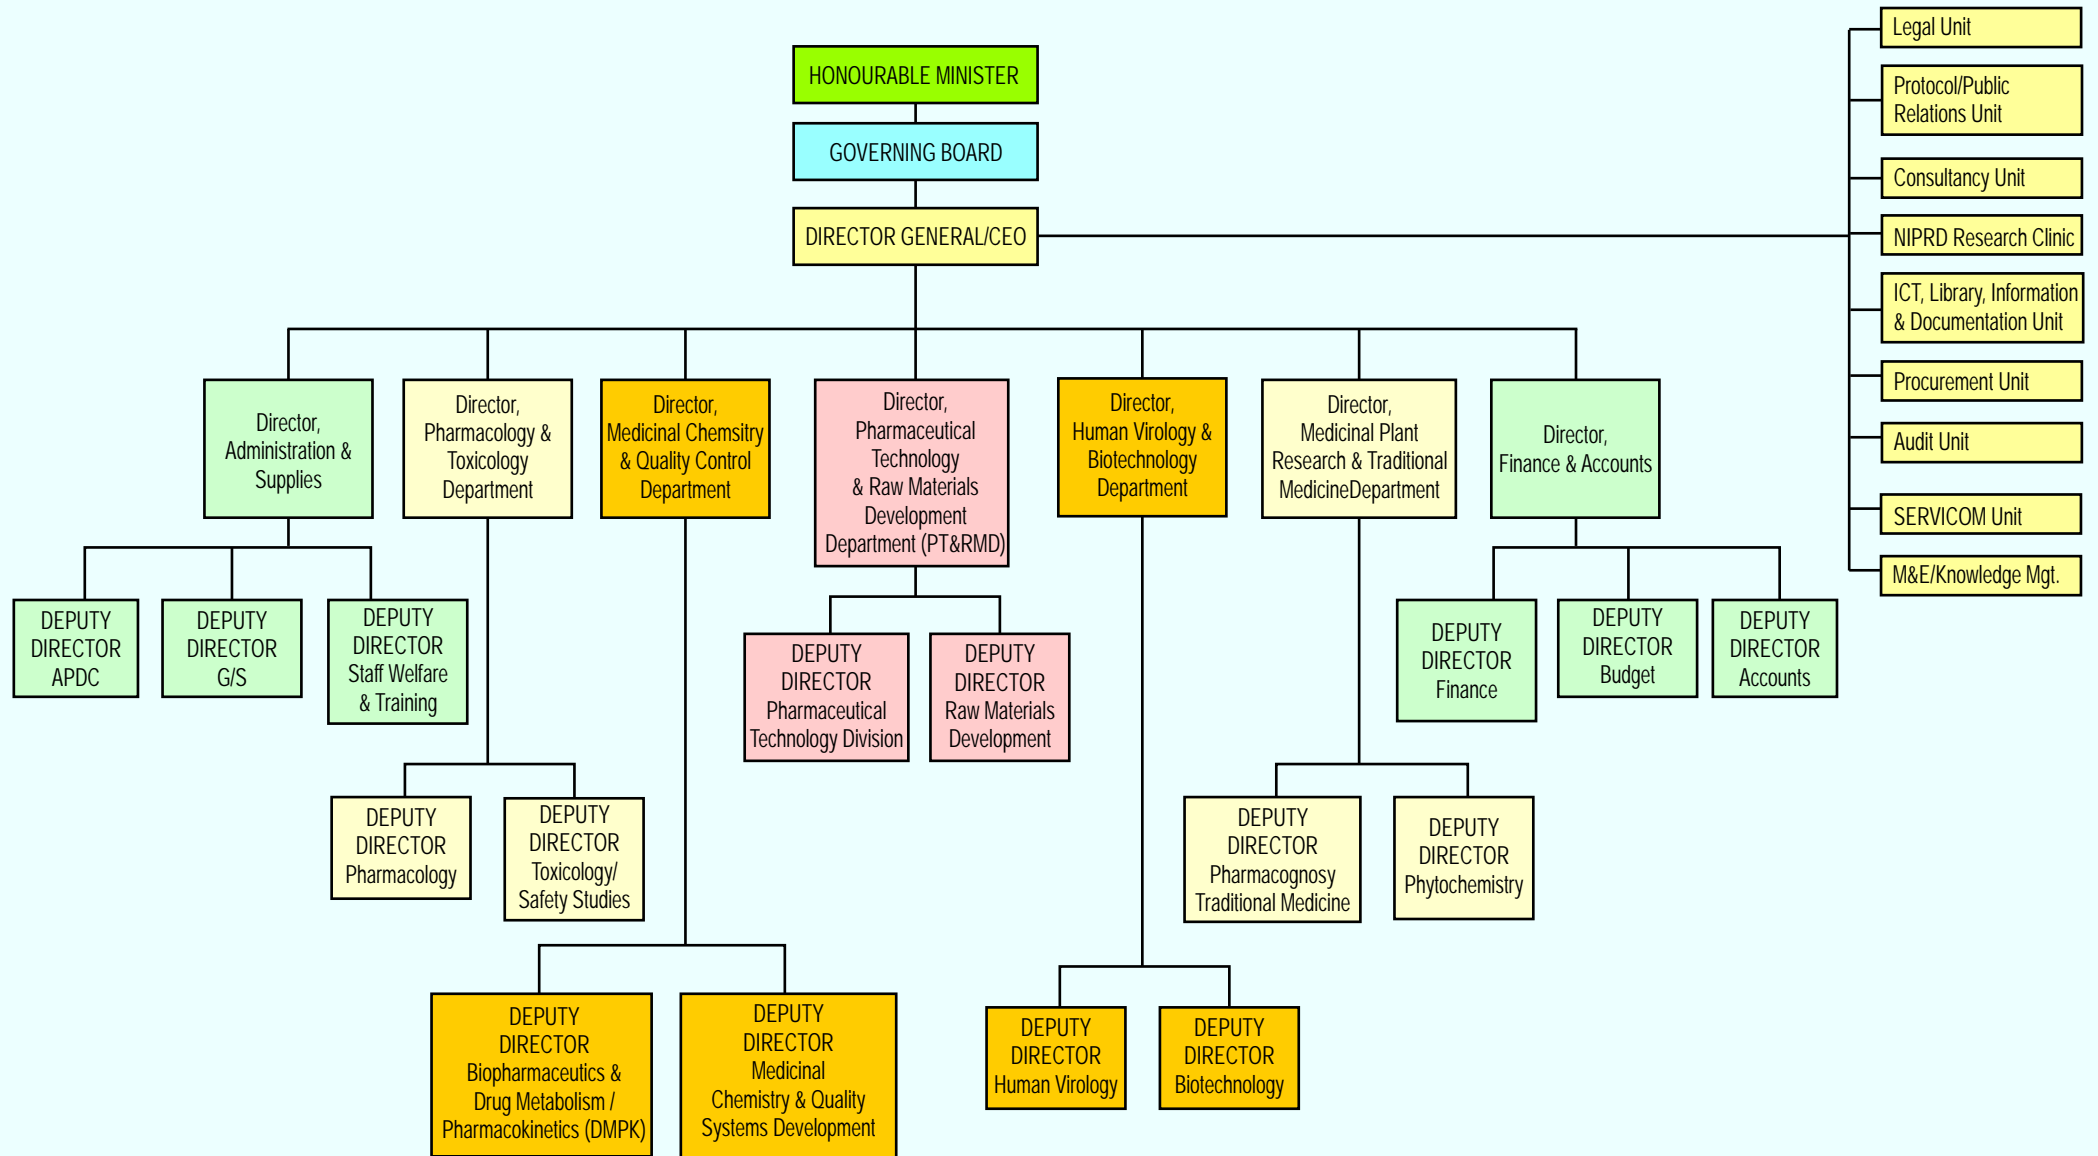 HONOURABLE MINISTER
GOVERNING BOARD
DIRECTOR GENERAL/CEO
Legal Unit
Protocol/Public
Relations Unit
Consultancy Unit
NIPRD Research Clinic
ICT, Library, Information
& Documentation Unit
Procurement Unit
Audit Unit
SERVICOM Unit
M&E/Knowledge Mgt.
Director,
Administration &
Supplies
Director,
Pharmacology &
Toxicology
Department
Director,
Medicinal Chemsitry
& Quality Control
Department
Director,
Pharmaceutical
Technology
& Raw Materials
Development
Department (PT&RMD)
Director,
Human Virology &
Biotechnology
Department
Director,
Medicinal Plant
Research & Traditional
MedicineDepartment
Director,
Finance & Accounts
DEPUTY
DIRECTOR
APDC
DEPUTY
DIRECTOR
G/S
DEPUTY
DIRECTOR
Staff Welfare
& Training
DEPUTY
DIRECTOR
Pharmaceutical
Technology Division
DEPUTY
DIRECTOR
Raw Materials
Development
DEPUTY
DIRECTOR
Finance
DEPUTY
DIRECTOR
Budget
DEPUTY
DIRECTOR
Accounts
DEPUTY
DIRECTOR
Pharmacology
DEPUTY
DIRECTOR
Toxicology/
Safety Studies
DEPUTY
DIRECTOR
Pharmacognosy
Traditional Medicine
DEPUTY
DIRECTOR
Phytochemistry
DEPUTY
DIRECTOR
Biopharmaceutics &
Drug Metabolism /
Pharmacokinetics (DMPK)
DEPUTY
DIRECTOR
Medicinal
Chemistry & Quality
Systems Development
DEPUTY
DIRECTOR
Human Virology
DEPUTY
DIRECTOR
Biotechnology